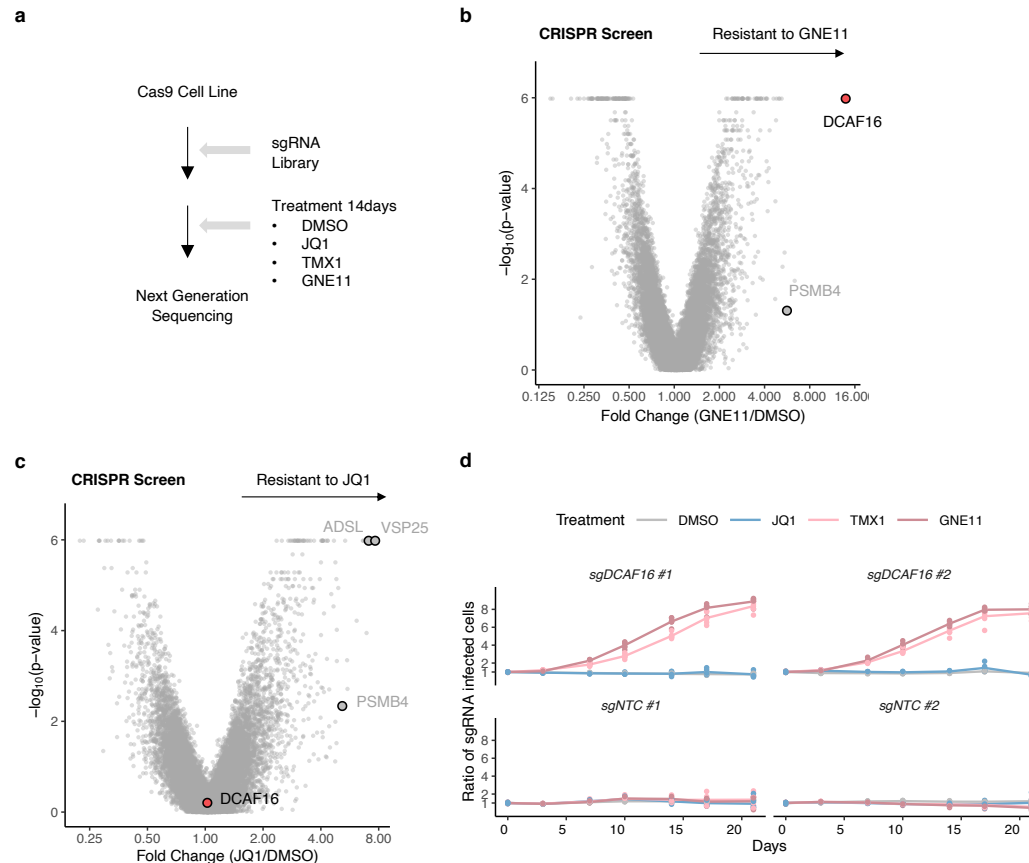 a
Cas9 Cell Line
sgRNA
Library
Treatment 14days
• DMSO
• JQ1
• TMX1
• GNE11
Next Generation
Sequencing
b
CRISPR Screen
Resistant to GNE11
DCAF16
PSMB4
−log10(p−value)
6
4
2
0
0.125 0.250 0.500 1.000 2.000 4.000 8.000 16.000
Fold Change (GNE11/DMSO)
c
CRISPR Screen
Resistant to JQ1
ADSL VSP25
PSMB4
DCAF16
−log10(p−value)
6
4
2
0
0.25 0.50 1.00 2.00 4.00 8.00
Fold Change (JQ1/DMSO)
d
Treatment DMSO JQ1 TMX1 GNE11
sgDCAF16 #1 sgDCAF16 #2
8
6
4
2
1
sgNTC #1 sgNTC #2
8
6
4
2
1
Ratio of sgRNA infected cells
0 5 10 15 20 0 5 10 15 20
Days